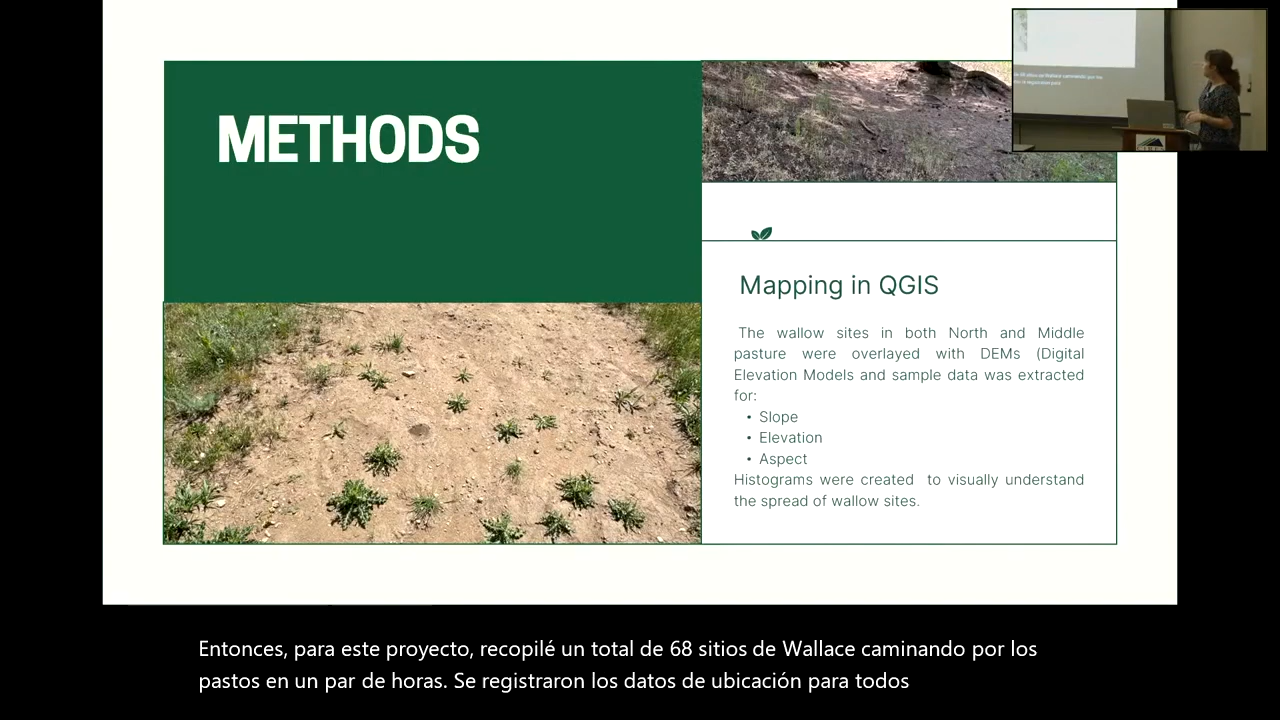 METHODS
Mapping in QGIS
The wallow sites in both North and Middle
pasture were overlayed with DEMs (Digital
Elevation Models and sample data was extracted
for:
• Slope
• Elevation
• Aspect
Histograms were created to visually understand
the spread of wallow sites.
Entonces, para este proyecto, recopilé un total de 68 sitios de Wallace caminando por los
pastos en un par de horas. Se registraron los datos de ubicación para todos